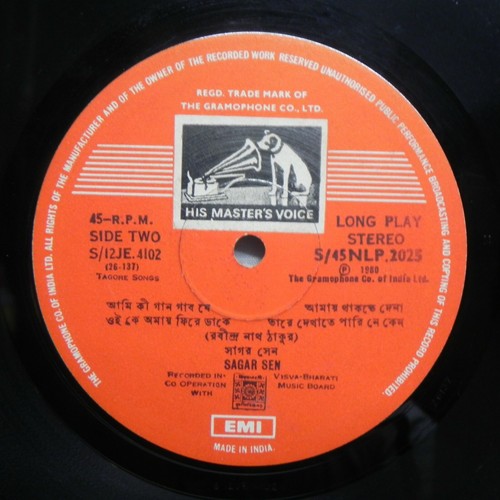 THE GRAMOPHONE CO. OF INDIA LTD. ALL RIGHTS OF THE MANUFACTURER AND OF THE OWNER OF THE RECORDED WORK RESERVED UNAUTHORISED PUBLIC PERFORMANCE BROADCASTING AND COPYING OF THIS RECORD PROHIBITED.
REGD. TRADE MARK OF
THE GRAMOPHONE CO., LTD.
HIS MASTER'S VOICE
45-R.P.M.
SIDE TWO
S/12JE.4102
(26-137)
TAGORE SONGS
LONG PLAY
STEREO
S/45NLP.2025
Ⓟ 1980
The Gramophone Co. of India Ltd.
আমি কী গান গাব যে
আমায় থাকতে দেনা
ওই কে আমায় ফিরে ডাকে
তারে দেখাতে পারি নে কেন
(রবীন্দ্র নাথ ঠাকুর)
সাগর সেন
SAGAR SEN
RECORDED IN CO OPERATION WITH
VISVA-BHARATI MUSIC BOARD
EMI
MADE IN INDIA.